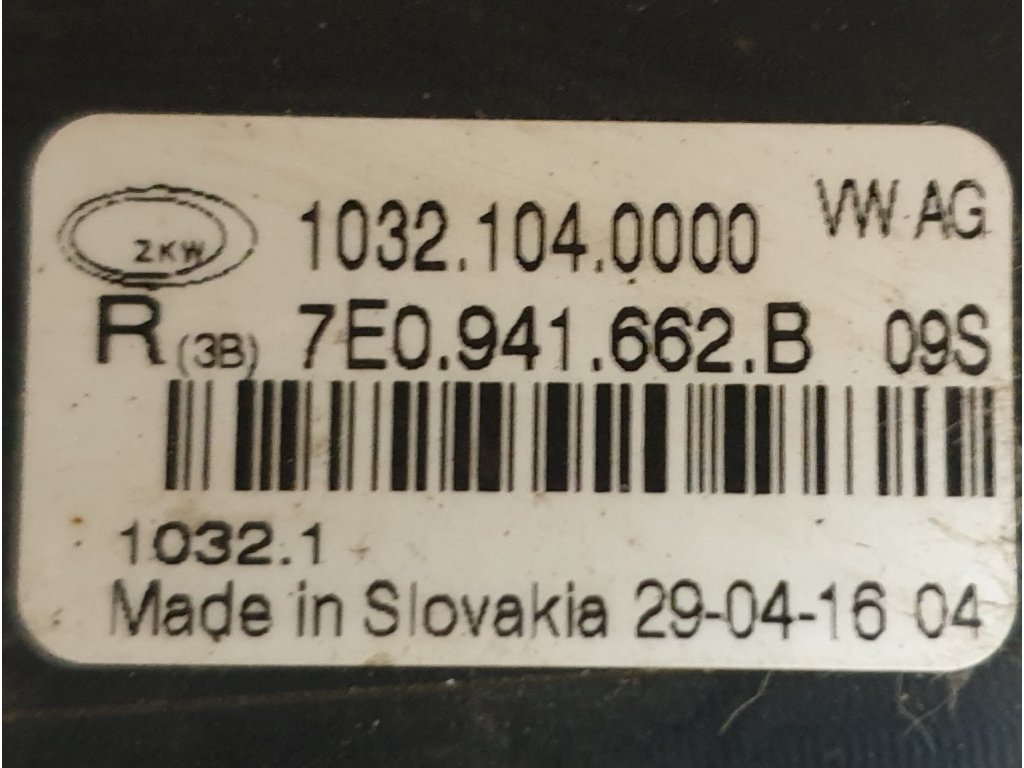 ZKW 1032.104.0000 VW AG
R (3B) 7E0.941.662.B 09S
1032.1
Made in Slovakia 29-04-16 04